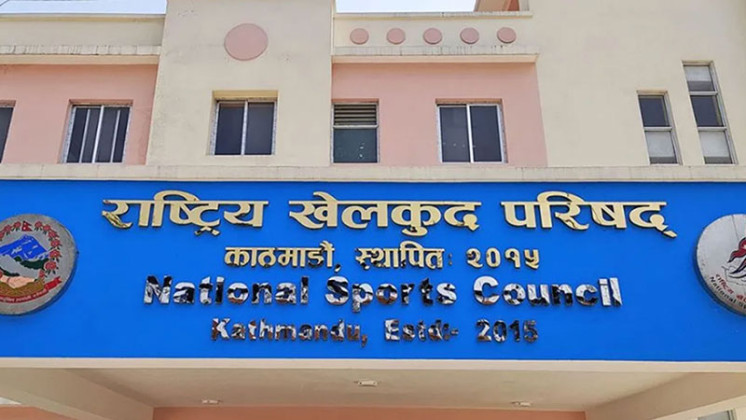 राष्ट्रिय खेलकुद परिषद्
काठमाडौं, स्थापितः २०१५
National Sports Council
Kathmandu, Estd:- 2015